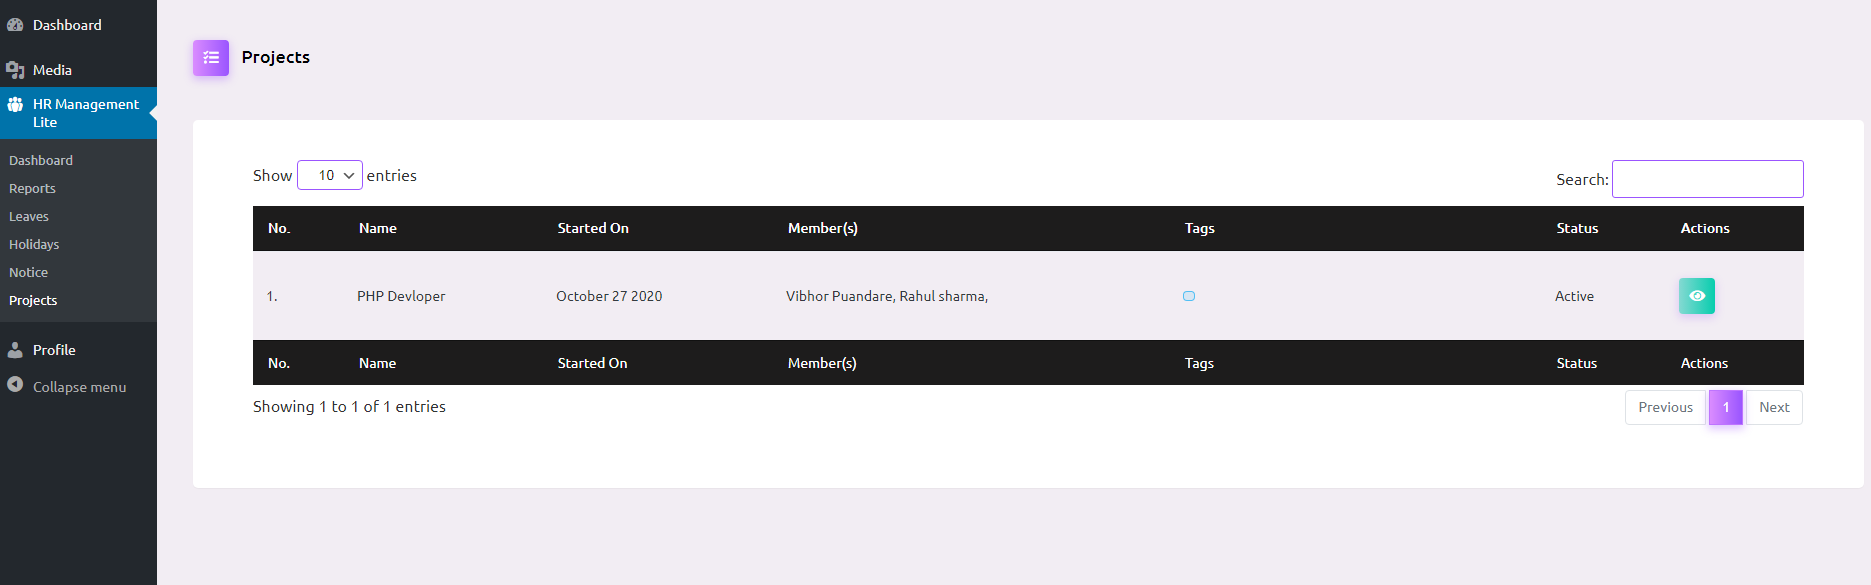 Dashboard
Media
HR Management
Lite
Dashboard
Reports
Leaves
Holidays
Notice
Projects
Profile
Collapse menu
Projects
Show 10 entries
Search:
No. Name Started On Member(s) Tags Status Actions
1. PHP Devloper October 27 2020 Vibhor Puandare, Rahul sharma, Active
No. Name Started On Member(s) Tags Status Actions
Showing 1 to 1 of 1 entries
Previous 1 Next